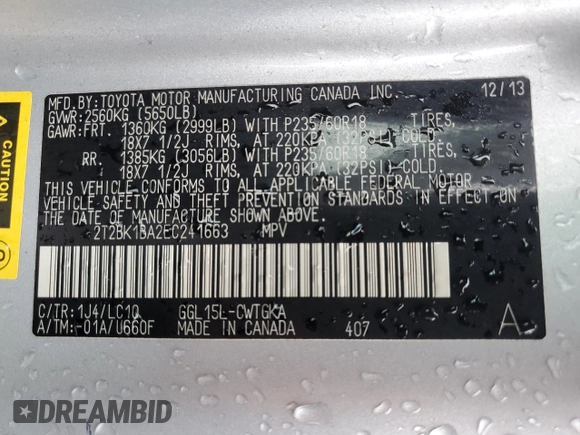 MFD.BY:TOYOTA MOTOR MANUFACTURING CANADA INC. 12/13
GVWR:2560KG (5650LB)
GAWR:FRT. 1360KG (2999LB) WITH P235/60R18 TIRES,
18X7 1/2J RIMS, AT 220KPA (32PSI) COLD
RR. 1385KG (3056LB) WITH P235/60R18 TIRES,
18X7 1/2J RIMS, AT 220KPA (32PSI) COLD
THIS VEHICLE CONFORMS TO ALL APPLICABLE FEDERAL MOTOR
VEHICLE SAFETY AND THEFT PREVENTION STANDARDS IN EFFECT ON
THE DATE OF MANUFACTURE SHOWN ABOVE.
2T2BK1BA2EC241663 MPV
C/TR:1J4/LC10 GGL15L-CWTGKA
A/TM:-01A/U660F MADE IN CANADA 407 A
CAUTION
DREAMBID